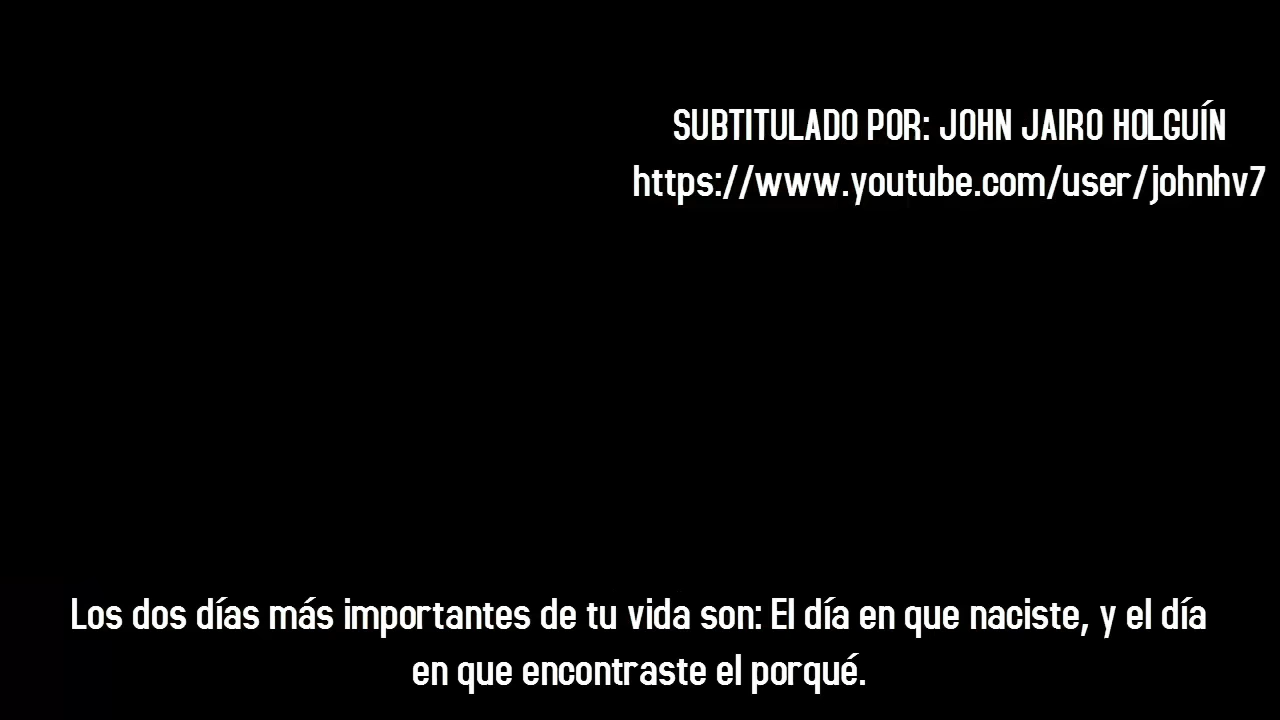 SUBTITULADO POR: JOHN JAIRO HOLGUÍN
https://www.youtube.com/user/johnhv7
Los dos días más importantes de tu vida son: El día en que naciste, y el día
en que encontraste el porqué.